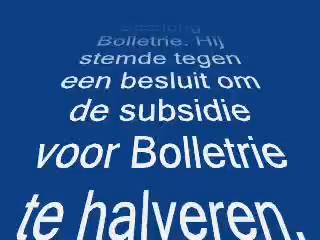 Bolletrie. Hij
stemde tegen
een besluit om
de subsidie
voor Bolletrie
te halveren.